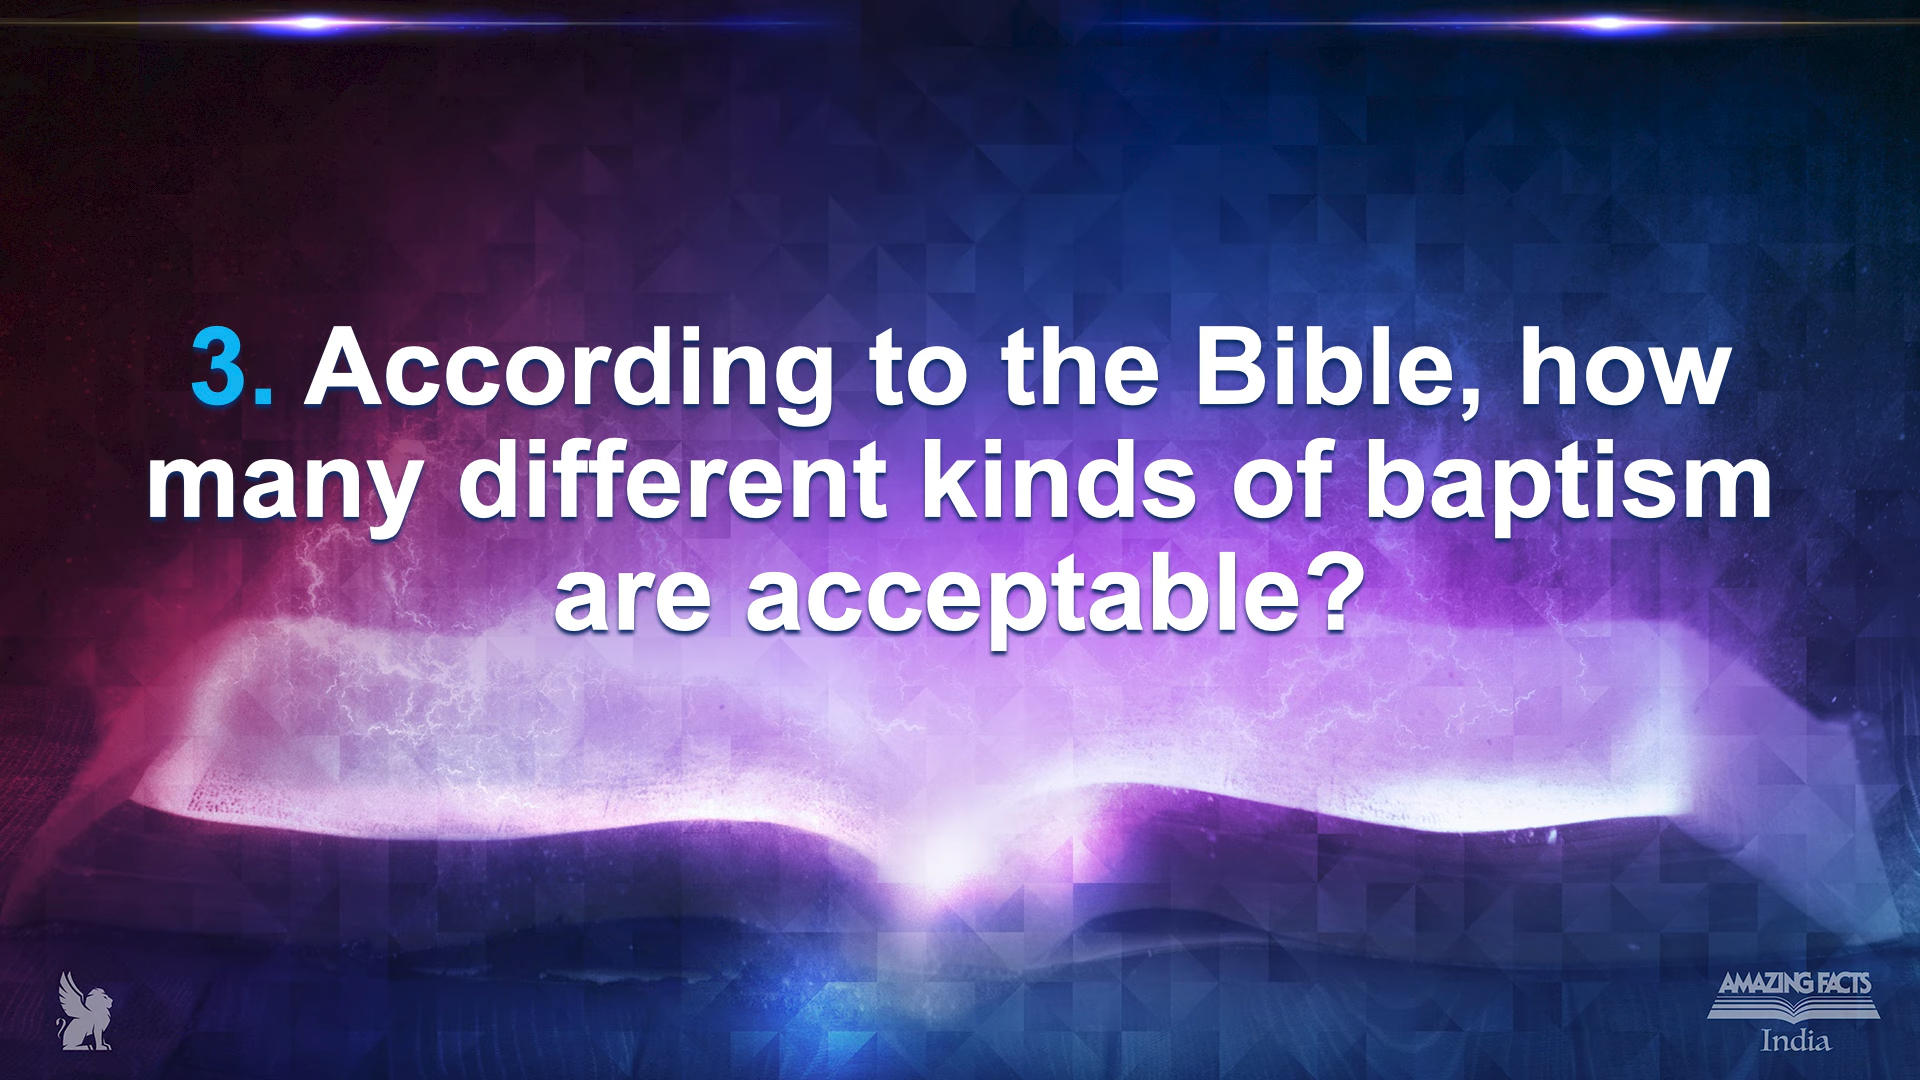 3. According to the Bible, how
many different kinds of baptism
are acceptable?
AMAZING FACTS
India